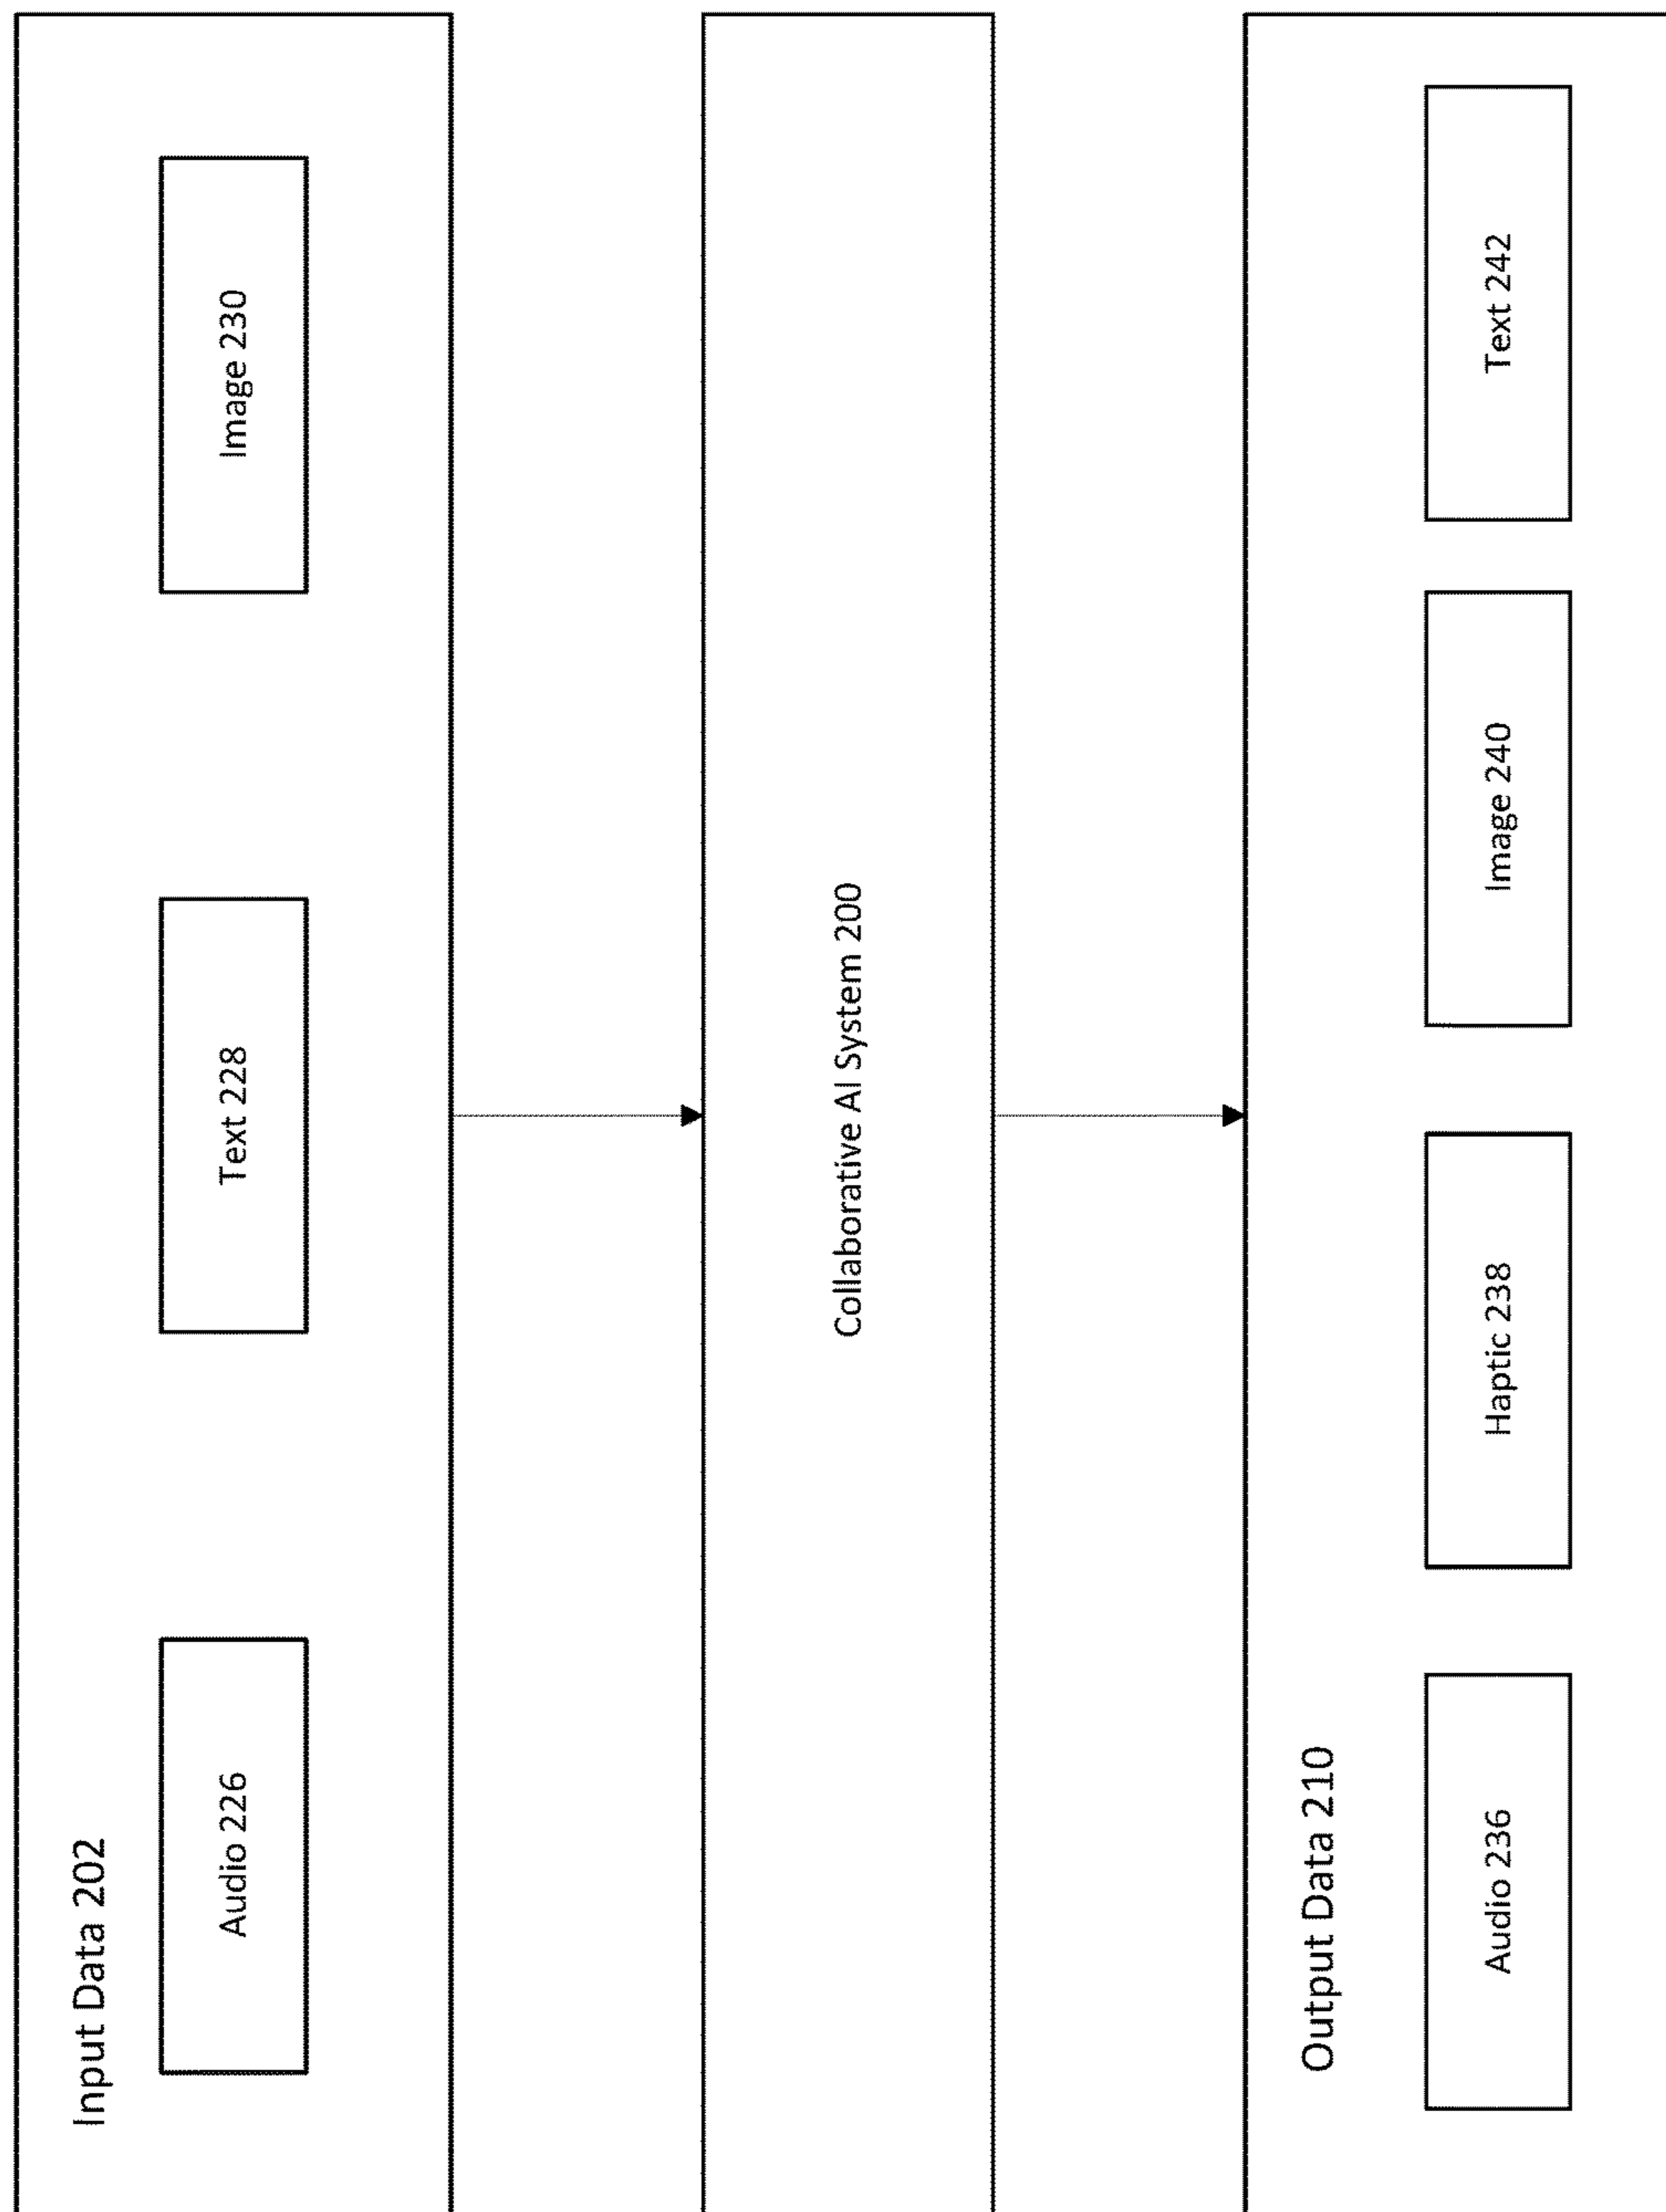 Input Data 202
Audio 226
Text 228
Image 230
Collaborative AI System 200
Output Data 210
Audio 236
Haptic 238
Image 240
Text 242